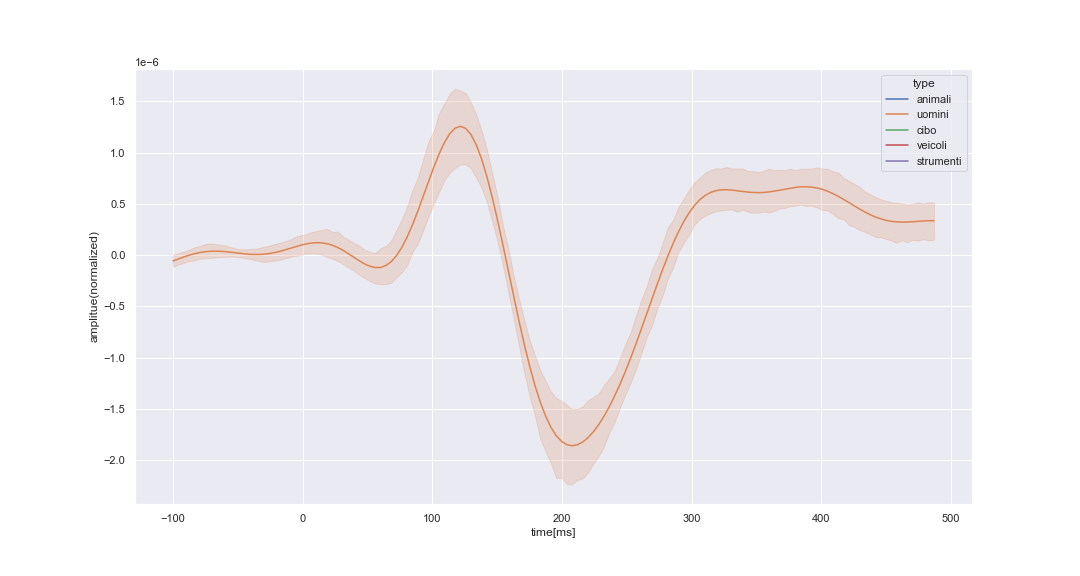 1e−6
1.5
1.0
0.5
0.0
−0.5
−1.0
−1.5
−2.0
amplitue(normalized)
−100
0
100
200
300
400
500
time[ms]
type
animali
uomini
cibo
veicoli
strumenti